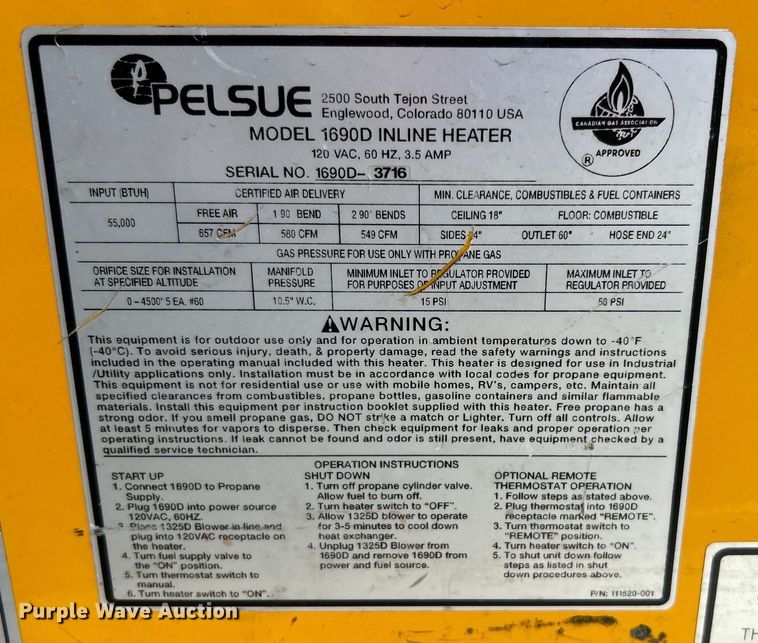 PELSUE
2500 South Tejon Street
Englewood, Colorado 80110 USA
MODEL 1690D INLINE HEATER
120 VAC, 60 HZ, 3.5 AMP
SERIAL NO. 1690D- 3716
CANADIAN GAS ASSOCIATION
® APPROVED
INPUT (BTUH) CERTIFIED AIR DELIVERY MIN. CLEARANCE, COMBUSTIBLES & FUEL CONTAINERS
55,000 FREE AIR 1 90° BEND 2 90° BENDS CEILING 18" FLOOR: COMBUSTIBLE
657 CFM 580 CFM 549 CFM SIDES 4" OUTLET 60" HOSE END 24"
GAS PRESSURE FOR USE ONLY WITH PROPANE GAS
ORIFICE SIZE FOR INSTALLATION
AT SPECIFIED ALTITUDE
MANIFOLD
PRESSURE
MINIMUM INLET TO REGULATOR PROVIDED
FOR PURPOSES OF INPUT ADJUSTMENT
MAXIMUM INLET TO
REGULATOR PROVIDED
0-4500' 5 EA. #60 10.5" W.C. 15 PSI 50 PSI
WARNING:
This equipment is for outdoor use only and for operation in ambient temperatures down to -40°F
(-40°C). To avoid serious injury, death, & property damage, read the safety warnings and instructions
included in the operating manual included with this heater. This heater is designed for use in Industrial
/Utility applications only. Installation must be in accordance with local codes for propane equipment.
This equipment is not for residential use or use with mobile homes, RV's, campers, etc. Maintain all
specified clearances from combustibles, propane bottles, gasoline containers and similar flammable
materials. Install this equipment per instruction booklet supplied with this heater. Free propane has a
strong odor. If you smell propane gas, DO NOT strike a match or Lighter. Turn off all controls. Allow
at least 5 minutes for vapors to disperse. Then check equipment for leaks and proper operation per
operating instructions. If leak cannot be found and odor is still present, have equipment checked by a
qualified service technician.
OPERATION INSTRUCTIONS
START UP
1. Connect 1690D to Propane
Supply.
2. Plug 1690D into power source
120VAC, 60HZ.
3. Place 1325D Blower in line and
plug into 120VAC receptacle on
the heater.
4. Turn fuel supply valve to
the "ON" position.
5. Turn thermostat switch to
manual.
6. Turn heater switch to "ON".
SHUT DOWN
1. Turn off propane cylinder valve.
Allow fuel to burn off.
2. Turn heater switch to "OFF".
3. Allow 1325D blower to operate
for 3-5 minutes to cool down
heat exchanger.
4. Unplug 1325D Blower from
1690D and remove 1690D from
power and fuel source.
OPTIONAL REMOTE
THERMOSTAT OPERATION
1. Follow steps as stated above.
2. Plug thermostat into 1690D
receptacle marked "REMOTE".
3. Turn thermostat switch to
"REMOTE" position.
4. Turn heater switch to "ON".
5. To shut unit down follow
steps as listed in shut
down procedures above.
P/N: 111520-001
Purple Wave Auction
TH